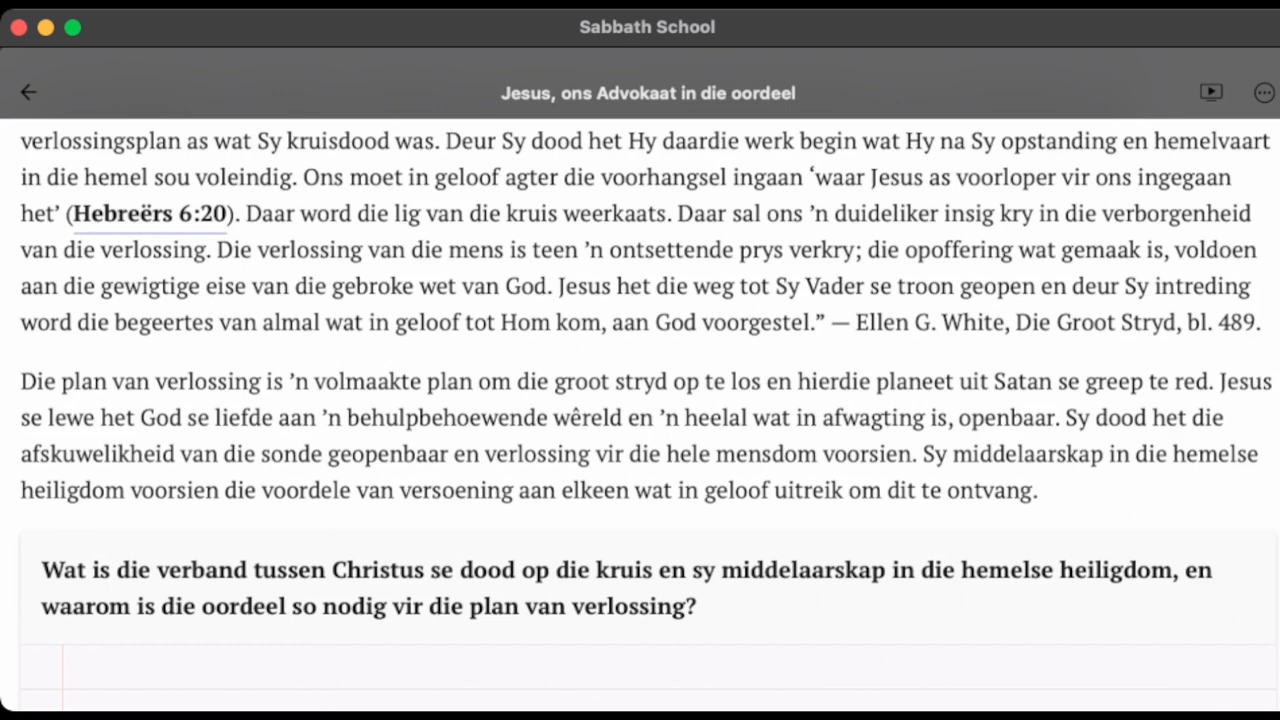 Sabbath School
Jesus, ons Advokaat in die oordeel
verlossingsplan as wat Sy kruisdood was. Deur Sy dood het Hy daardie werk begin wat Hy na Sy opstanding en hemelvaart
in die hemel sou voleindig. Ons moet in geloof agter die voorhangsel ingaan ‘waar Jesus as voorloper vir ons ingegaan
het’ (Hebreërs 6:20). Daar word die lig van die kruis weerkaats. Daar sal ons ’n duideliker insig kry in die verborgenheid
van die verlossing. Die verlossing van die mens is teen ’n ontsettende prys verkry; die opoffering wat gemaak is, voldoen
aan die gewigtige eise van die gebroke wet van God. Jesus het die weg tot Sy Vader se troon geopen en deur Sy intreding
word die begeertes van almal wat in geloof tot Hom kom, aan God voorgestel.” — Ellen G. White, Die Groot Stryd, bl. 489.
Die plan van verlossing is ’n volmaakte plan om die groot stryd op te los en hierdie planeet uit Satan se greep te red. Jesus
se lewe het God se liefde aan ’n behulpbehoewende wêreld en ’n heelal wat in afwagting is, openbaar. Sy dood het die
afskuwelikheid van die sonde geopenbaar en verlossing vir die hele mensdom voorsien. Sy middelaarskap in die hemelse
heiligdom voorsien die voordele van versoening aan elkeen wat in geloof uitreik om dit te ontvang.
Wat is die verband tussen Christus se dood op die kruis en sy middelaarskap in die hemelse heiligdom, en
waarom is die oordeel so nodig vir die plan van verlossing?